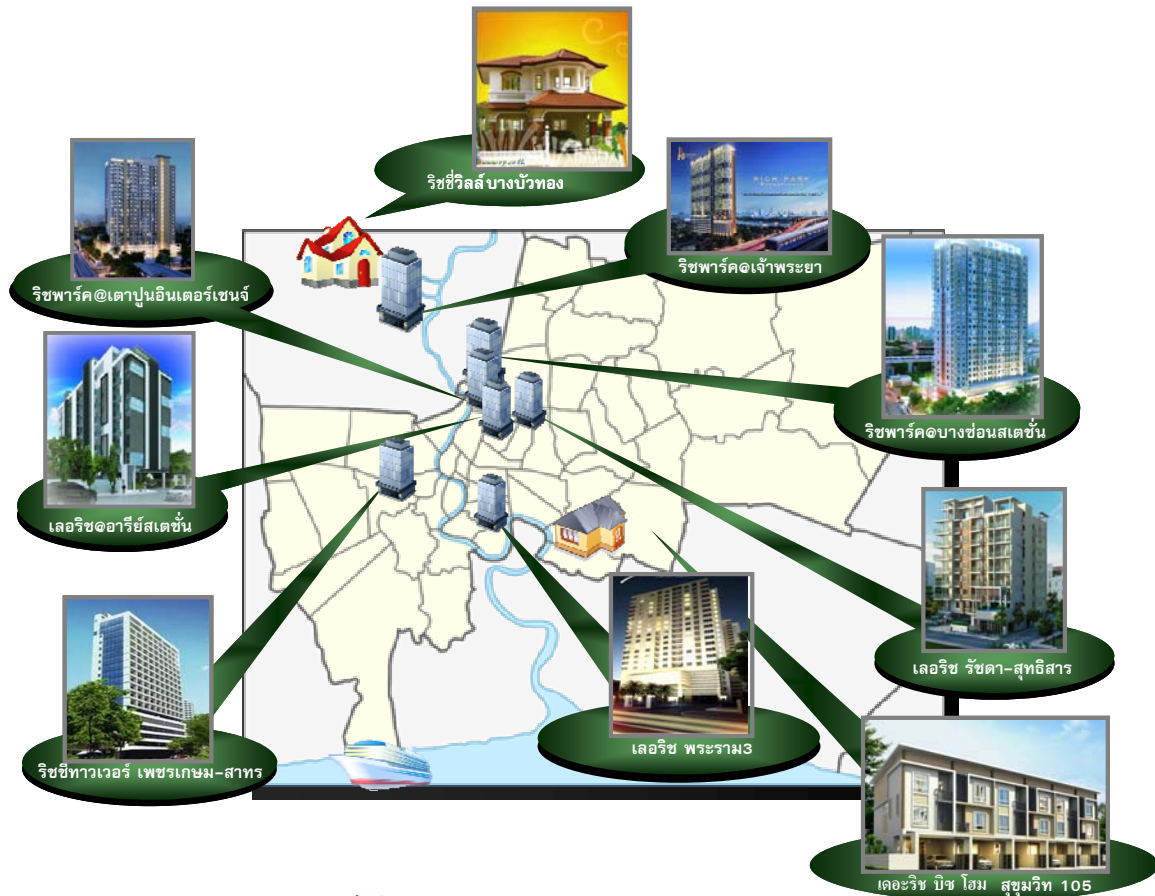 ริชชี่วิลล์บางบัวทอง
RICH PARK
ริชพาร์ค@เจ้าพระยา
ริชพาร์ค@เตาปูนอินเตอร์เชนจ์
ริชพาร์ค@บางซ่อนสเตชั่น
เลอริช@อารีย์สเตชั่น
เลอริช รัชดา-สุทธิสาร
เลอริช พระราม3
ริชชี่ทาวเวอร์ เพชรเกษม-สาทร
เดอะริช บิซ โฮม สุขุมวิท 105